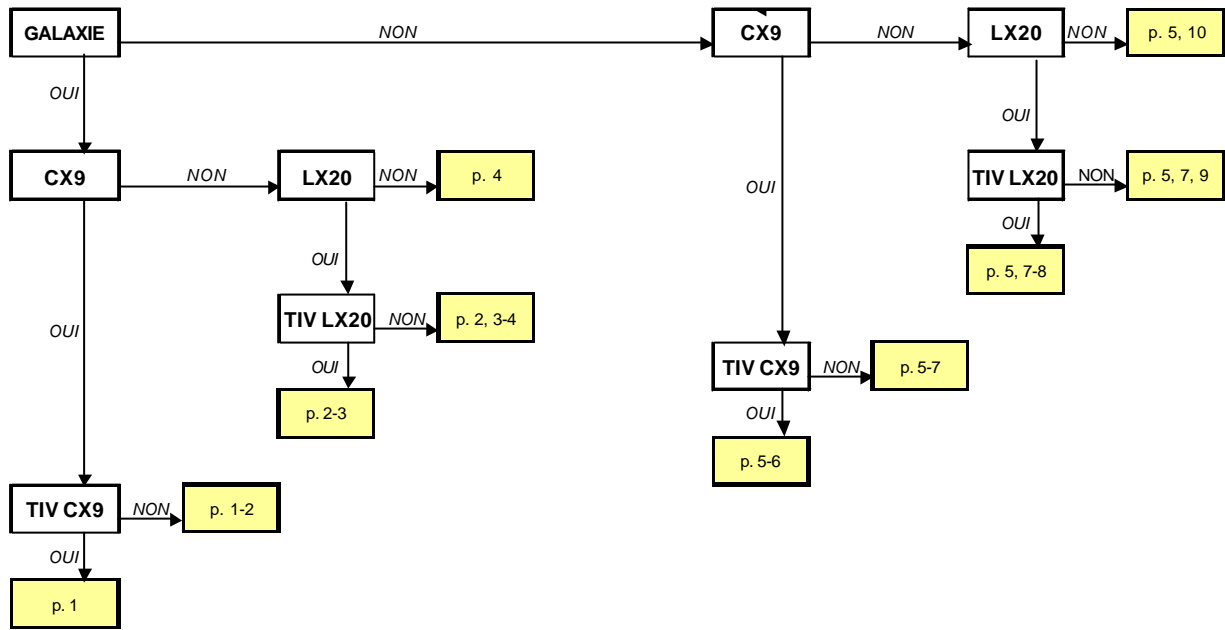 GALAXIE
NON
CX9
NON
LX20
NON
p. 5, 10
OUI
OUI
CX9
NON
LX20
NON
p. 4
OUI
TIV LX20
NON
p. 5, 7, 9
OUI
p. 5, 7-8
OUI
OUI
TIV LX20
NON
p. 2, 3-4
OUI
p. 2-3
TIV CX9
NON
p. 5-7
OUI
p. 5-6
TIV CX9
NON
p. 1-2
OUI
p. 1